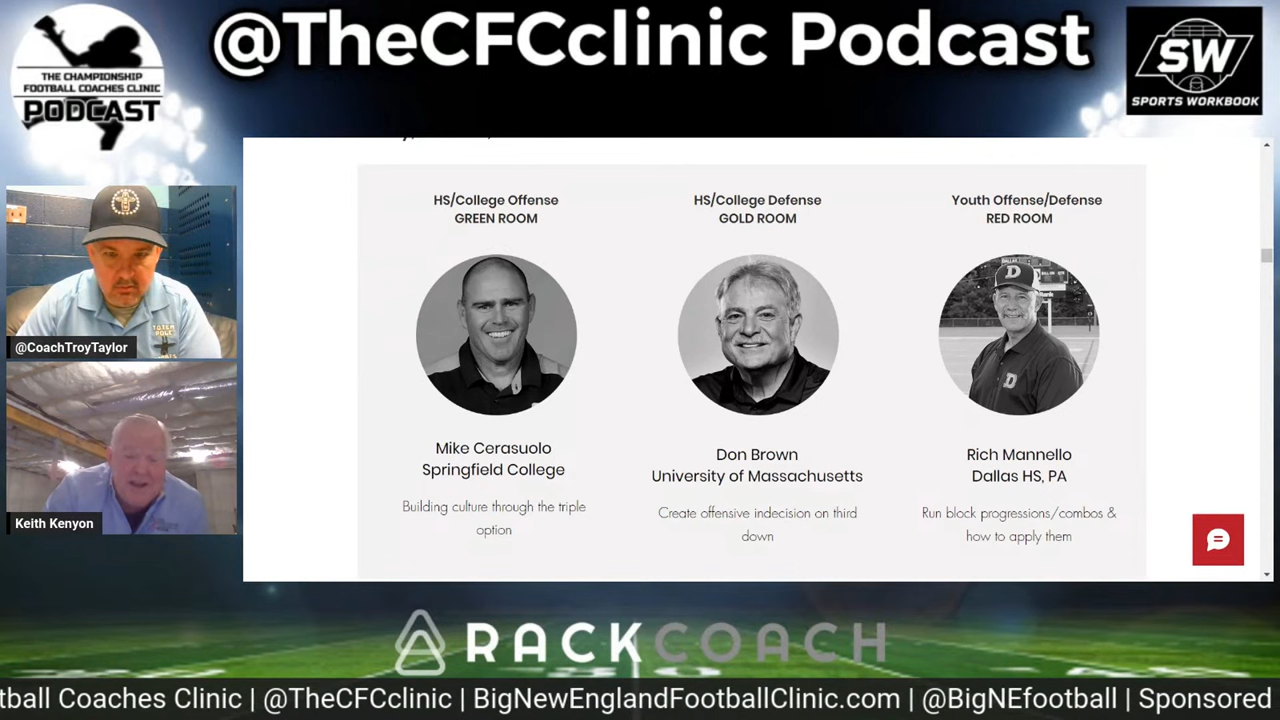 @TheCFCclinic Podcast
THE CHAMPIONSHIP
FOOTBALL COACHES CLINIC
PODCAST
SW
SPORTS WORKBOOK
HS/College Offense
GREEN ROOM
HS/College Defense
GOLD ROOM
Youth Offense/Defense
RED ROOM
@CoachTroyTaylor
Keith Kenyon
Mike Cerasuolo
Springfield College
Building culture through the triple
option
Don Brown
University of Massachusetts
Create offensive indecision on third
down
DALLAS
D
D
Rich Mannello
Dallas HS, PA
Run block progressions/combos &
how to apply them
RACKCOACH
tball Coaches Clinic | @TheCFCclinic | BigNewEnglandFootballClinic.com | @BigNEfootball | Sponsored